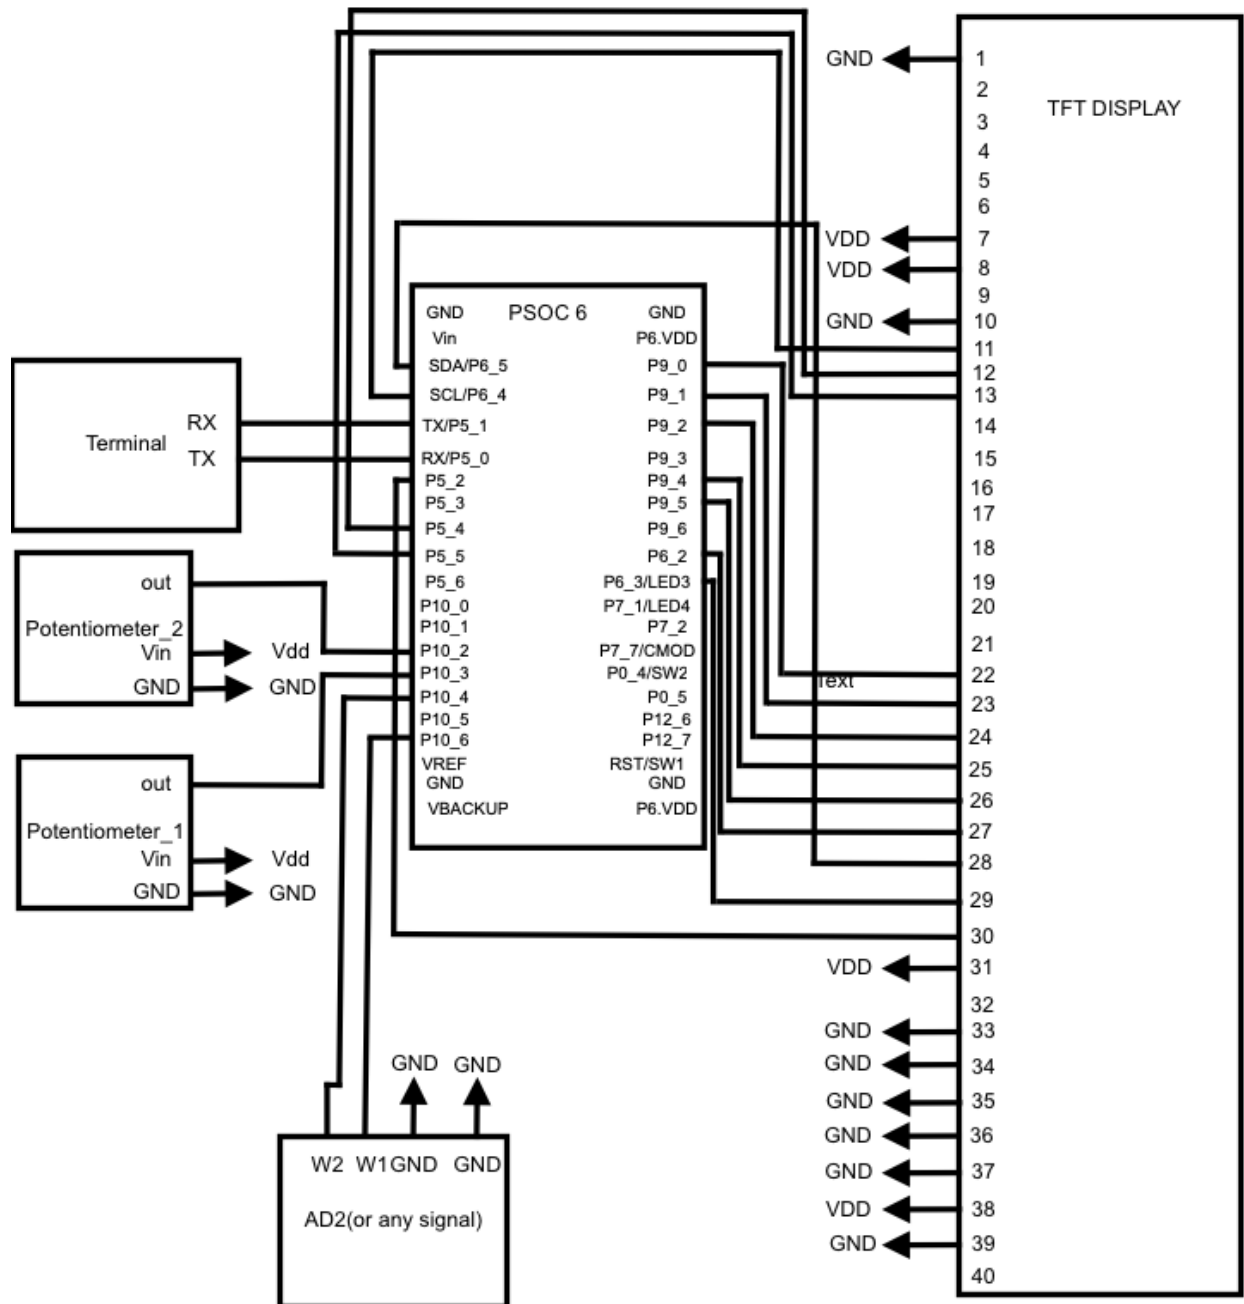 GND
1
2
TFT DISPLAY
3
4
5
6
VDD
7
VDD
8
9
GND
10
11
12
13
14
15
16
17
18
19
20
21
22
23
24
25
26
27
28
29
30
VDD
31
32
GND
33
GND
34
GND
35
GND
36
GND
37
VDD
38
GND
39
40
Text
PSOC 6
GND
Vin
SDA/P6_5
SCL/P6_4
TX/P5_1
RX/P5_0
P5_2
P5_3
P5_4
P5_5
P5_6
P10_0
P10_1
P10_2
P10_3
P10_4
P10_5
P10_6
VREF
GND
VBACKUP
GND
P6.VDD
P9_0
P9_1
P9_2
P9_3
P9_4
P9_5
P9_6
P6_2
P6_3/LED3
P7_1/LED4
P7_2
P7_7/CMOD
P0_4/SW2
P0_5
P12_6
P12_7
RST/SW1
GND
P6.VDD
RX
Terminal
TX
out
Potentiometer_2
Vin
Vdd
GND
GND
out
Potentiometer_1
Vin
Vdd
GND
GND
GND
GND
W2
W1
GND
GND
AD2(or any signal)